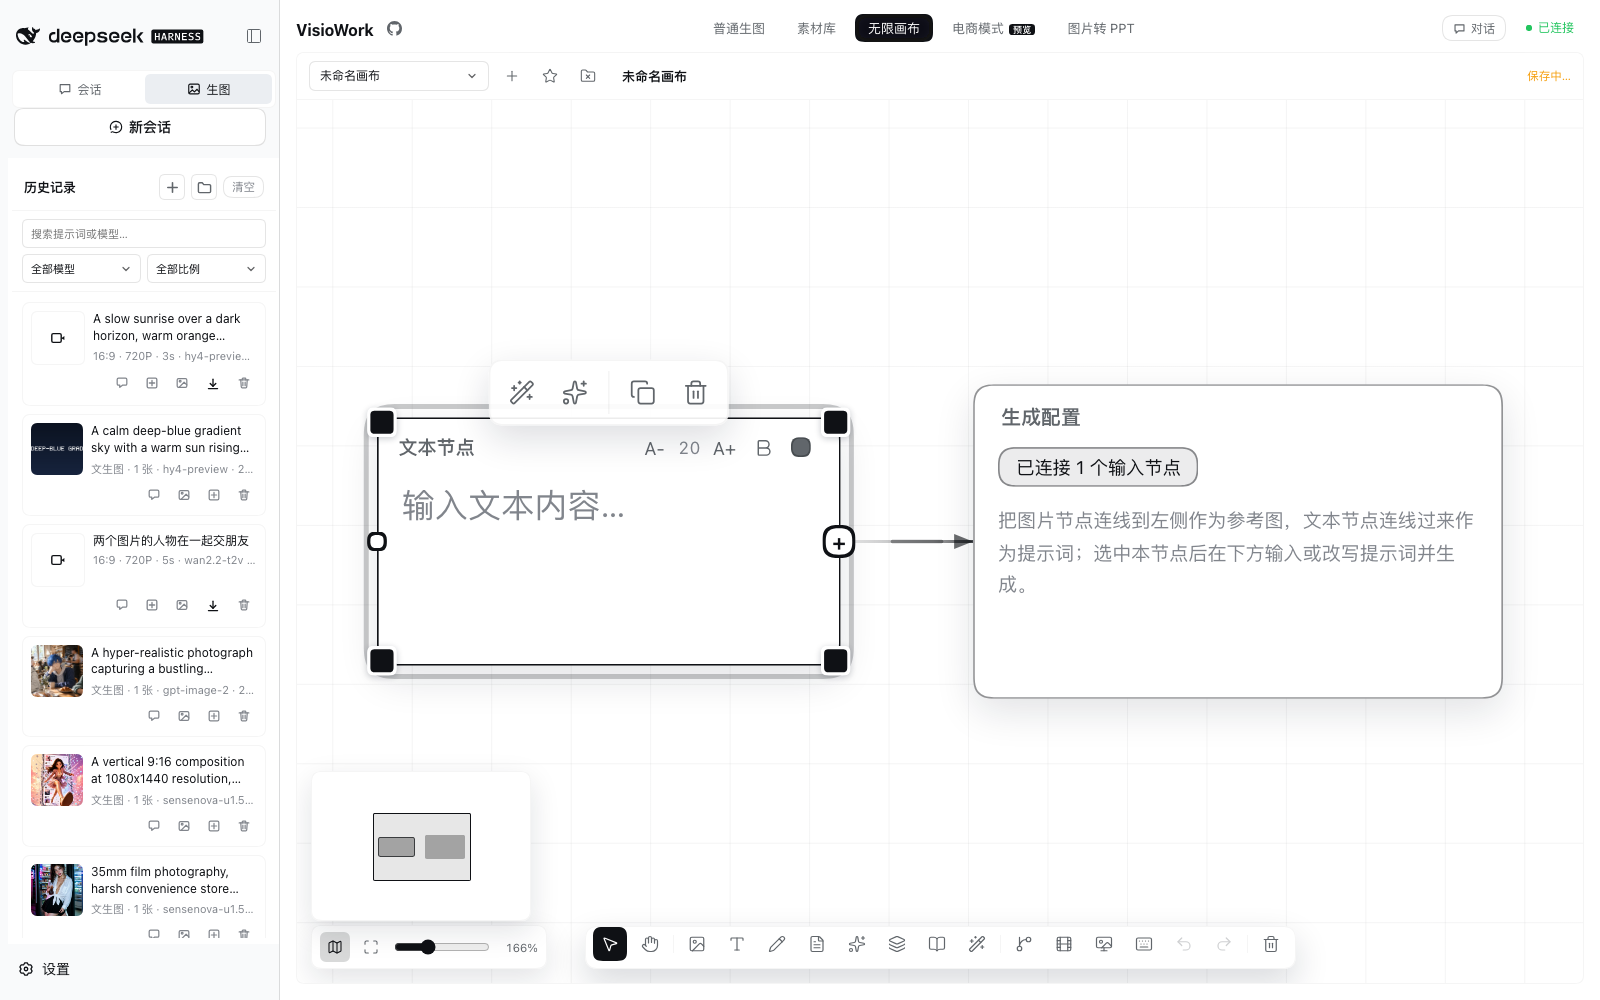 deepseek HARNESS
会话
生图
新会话
历史记录
清空
搜索提示词或模型...
全部模型
全部比例
A slow sunrise over a dark
horizon, warm orange...
16:9 · 720P · 3s · hy4-previe...
A calm deep-blue gradient
sky with a warm sun rising...
文生图 · 1 张 · hy4-preview · 2...
DEEP-BLUE GRAD
两个图片的人物在一起交朋友
16:9 · 720P · 5s · wan2.2-t2v ...
A hyper-realistic photograph
capturing a bustling...
文生图 · 1 张 · gpt-image-2 · 2...
A vertical 9:16 composition
at 1080x1440 resolution,...
文生图 · 1 张 · sensenova-u1.5...
35mm film photography,
harsh convenience store...
文生图 · 1 张 · sensenova-u1.5...
设置
VisioWork
普通生图
素材库
无限画布
电商模式 预览
图片转 PPT
对话
已连接
未命名画布
未命名画布
保存中...
文本节点
A- 20 A+ B
输入文本内容...
生成配置
已连接 1 个输入节点
把图片节点连线到左侧作为参考图，文本节点连线过来作
为提示词；选中本节点后在下方输入或改写提示词并生
成。
166%